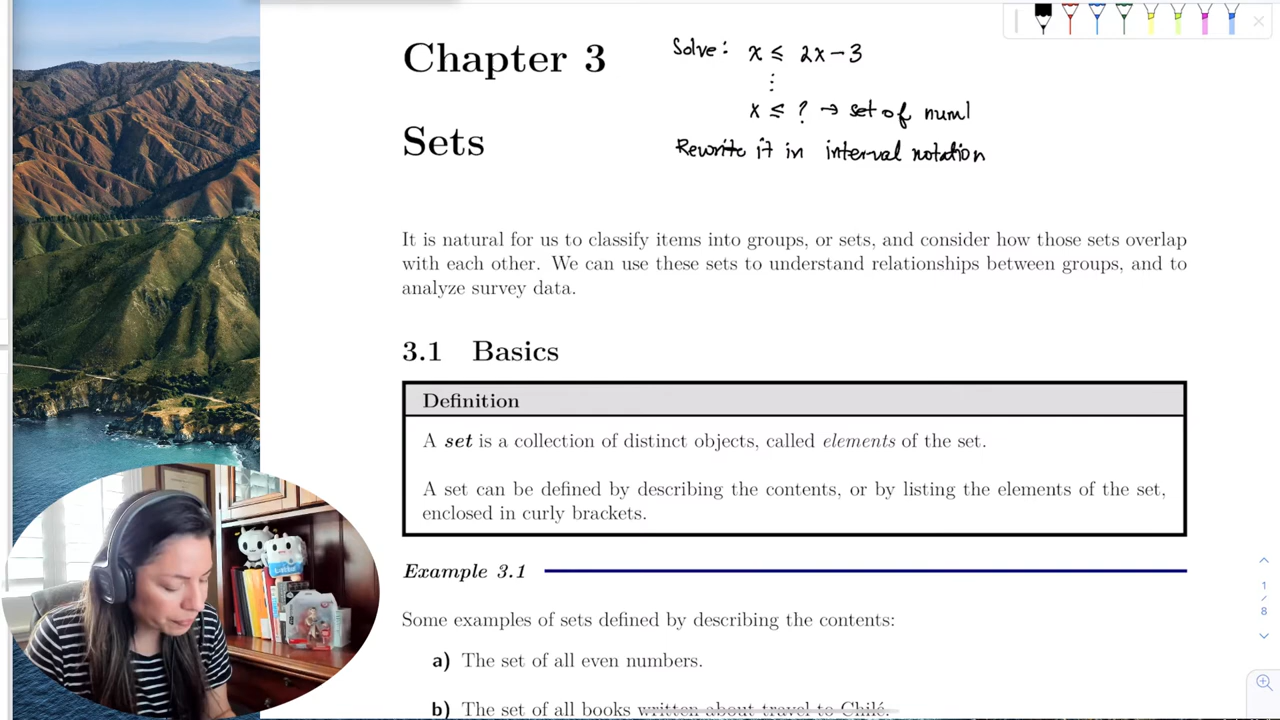 Chapter 3
Solve: x ≤ 2x-3
⋮
x ≤ ? → set of num
Sets
Rewrite it in interval notation
It is natural for us to classify items into groups, or sets, and consider how those sets overlap
with each other. We can use these sets to understand relationships between groups, and to
analyze survey data.
3.1 Basics
Definition
A set is a collection of distinct objects, called elements of the set.
A set can be defined by describing the contents, or by listing the elements of the set,
enclosed in curly brackets.
Example 3.1
Some examples of sets defined by describing the contents:
a) The set of all even numbers.
b) The set of all books written about travel to Chilé.
1
/
8